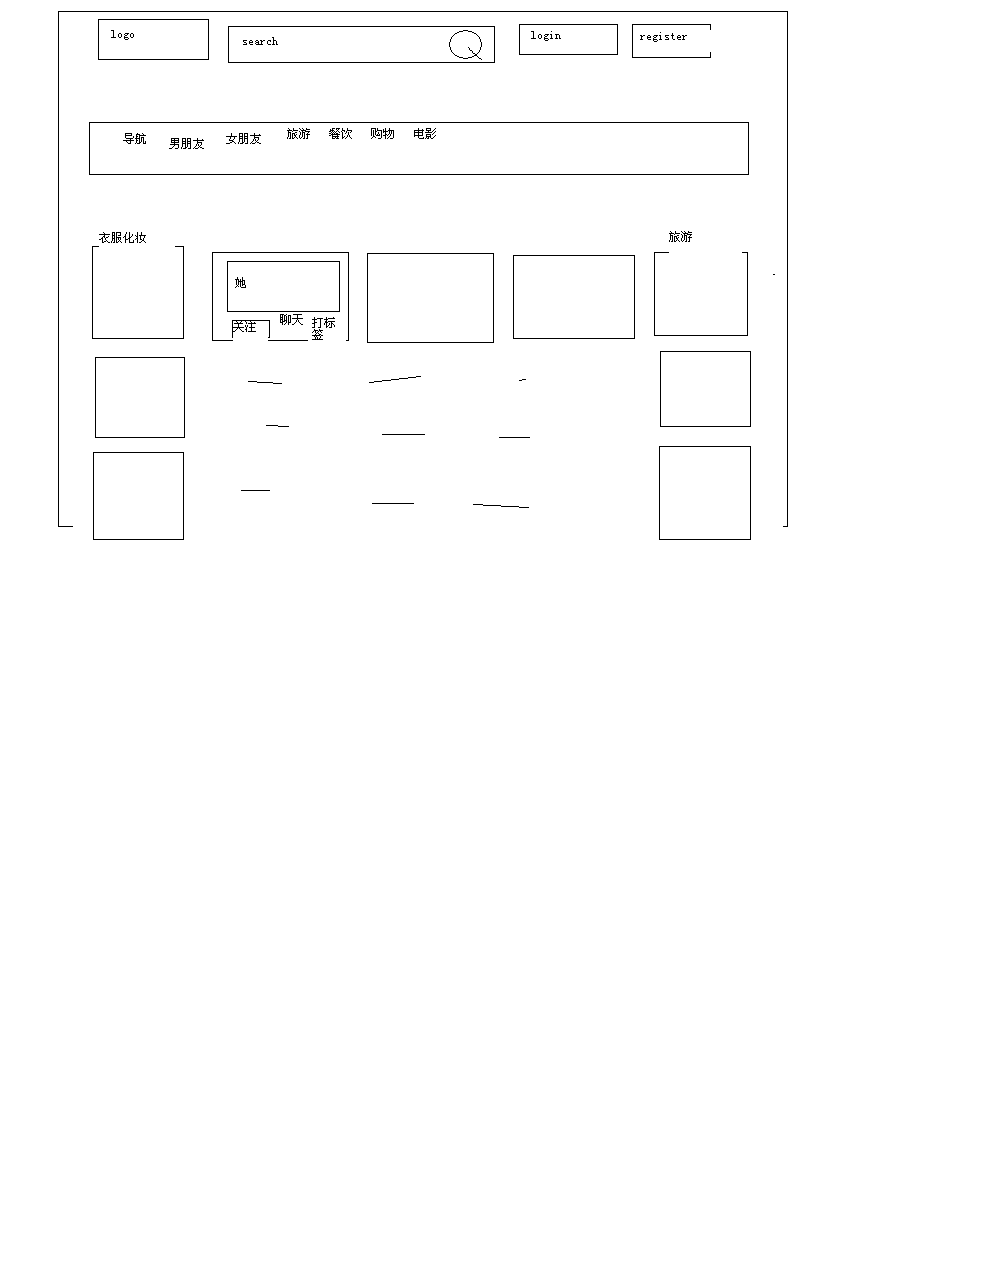 logo
search
login
register
导航 男朋友 女朋友 旅游 餐饮 购物 电影
衣服化妆
旅游
她
关注
聊天
打标
签